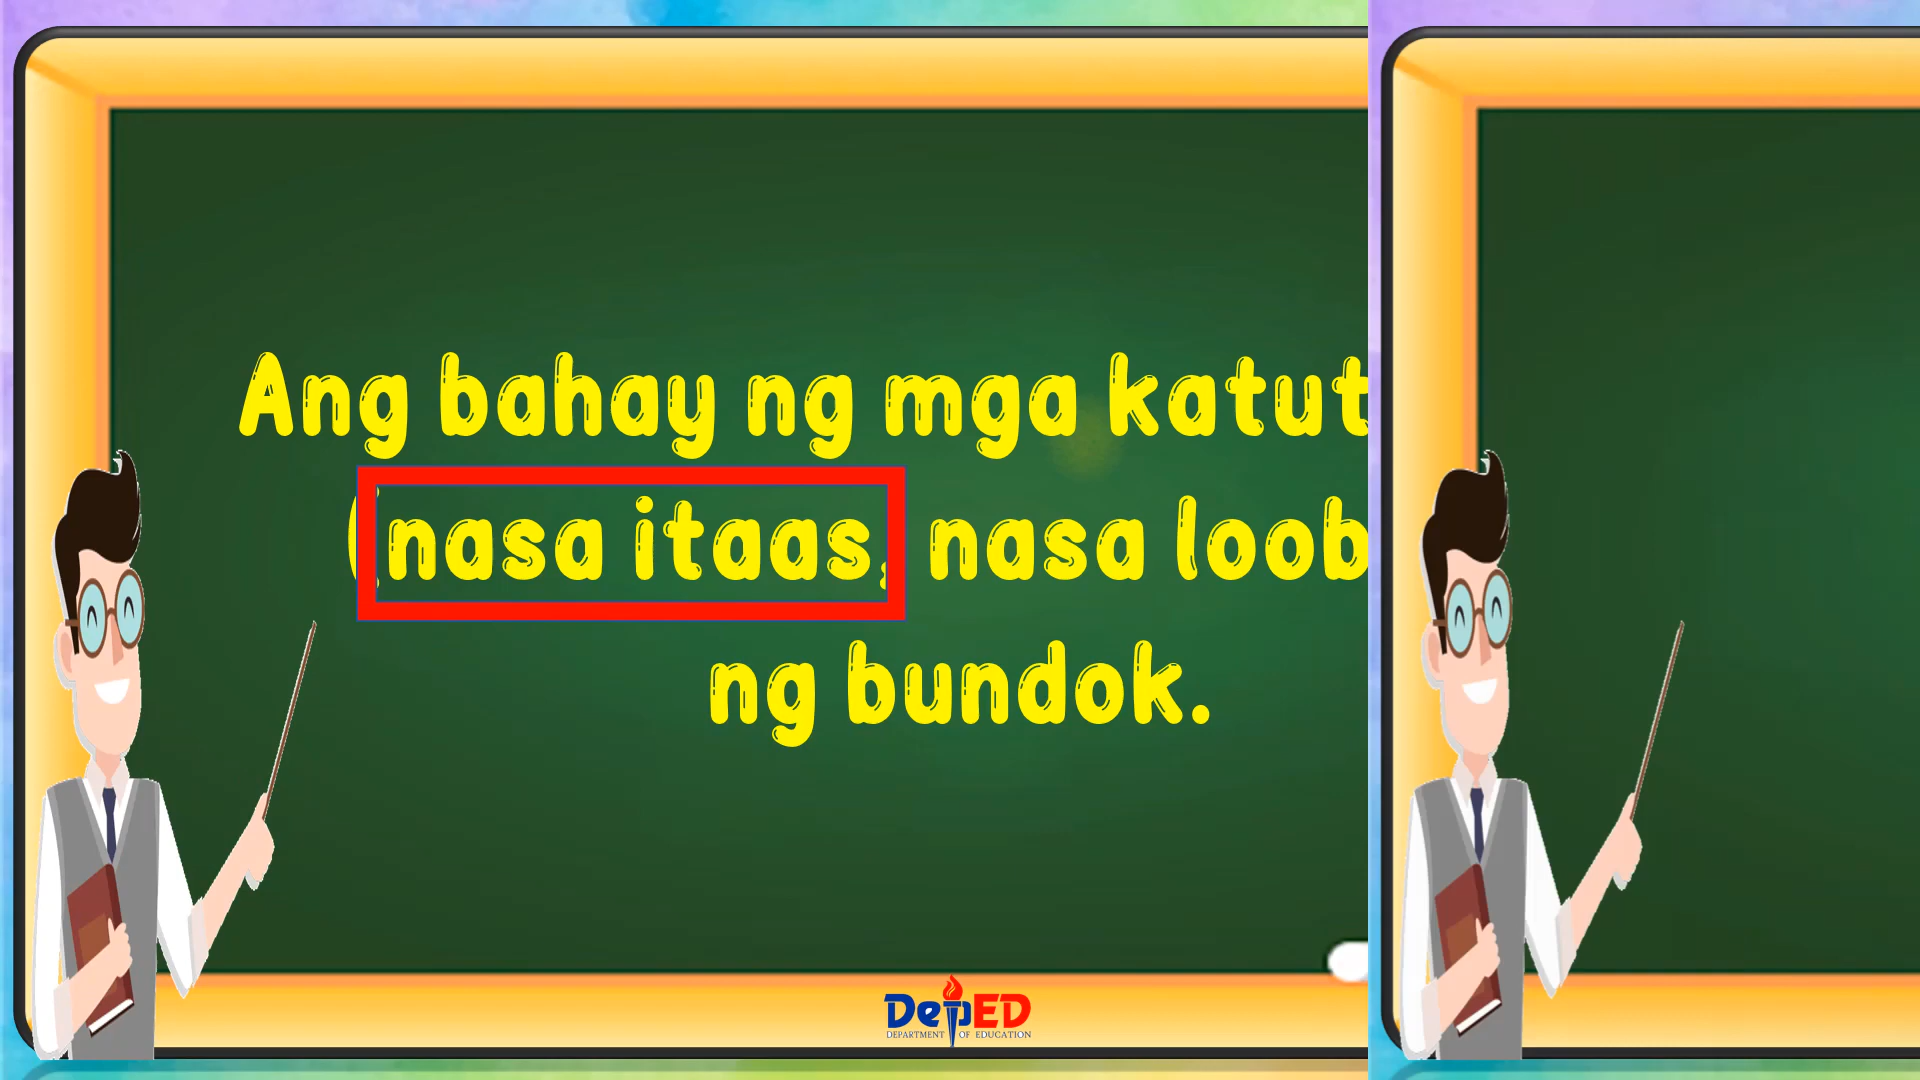 Ang bahay ng mga katut
(nasa itaas, nasa loob
ng bundok.
DepED
DEPARTMENT OF EDUCATION